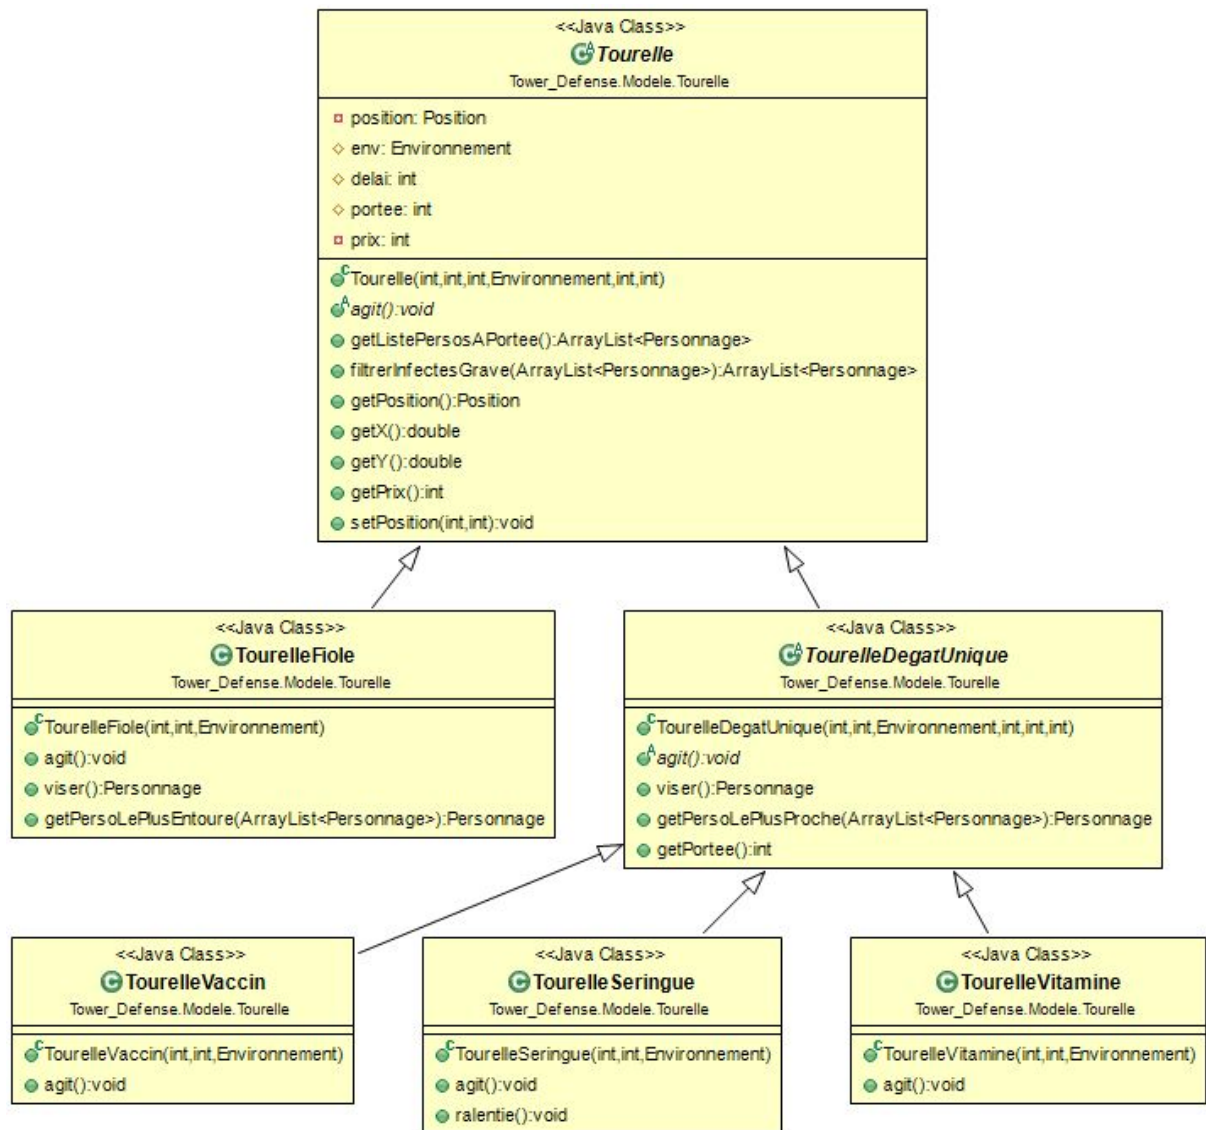 <<Java Class>>
Tourelle
Tower_Defense.Modele.Tourelle
position: Position
env: Environnement
delai: int
portee: int
prix: int
Tourelle(int,int,int,Environnement,int,int)
agit():void
getListePersosAPortee():ArrayList<Personnage>
filtrerInfectesGrave(ArrayList<Personnage>):ArrayList<Personnage>
getPosition():Position
getX():double
getY():double
getPrix():int
setPosition(int,int):void
<<Java Class>>
TourelleFiole
Tower_Defense.Modele.Tourelle
TourelleFiole(int,int,Environnement)
agit():void
viser():Personnage
getPersoLePlusEntoure(ArrayList<Personnage>):Personnage
<<Java Class>>
TourelleDegatUnique
Tower_Defense.Modele.Tourelle
TourelleDegatUnique(int,int,Environnement,int,int,int)
agit():void
viser():Personnage
getPersoLePlusProche(ArrayList<Personnage>):Personnage
getPortee():int
<<Java Class>>
TourelleVaccin
Tower_Defense.Modele.Tourelle
TourelleVaccin(int,int,Environnement)
agit():void
<<Java Class>>
TourelleSeringue
Tower_Defense.Modele.Tourelle
TourelleSeringue(int,int,Environnement)
agit():void
ralentie():void
<<Java Class>>
TourelleVitamine
Tower_Defense.Modele.Tourelle
TourelleVitamine(int,int,Environnement)
agit():void